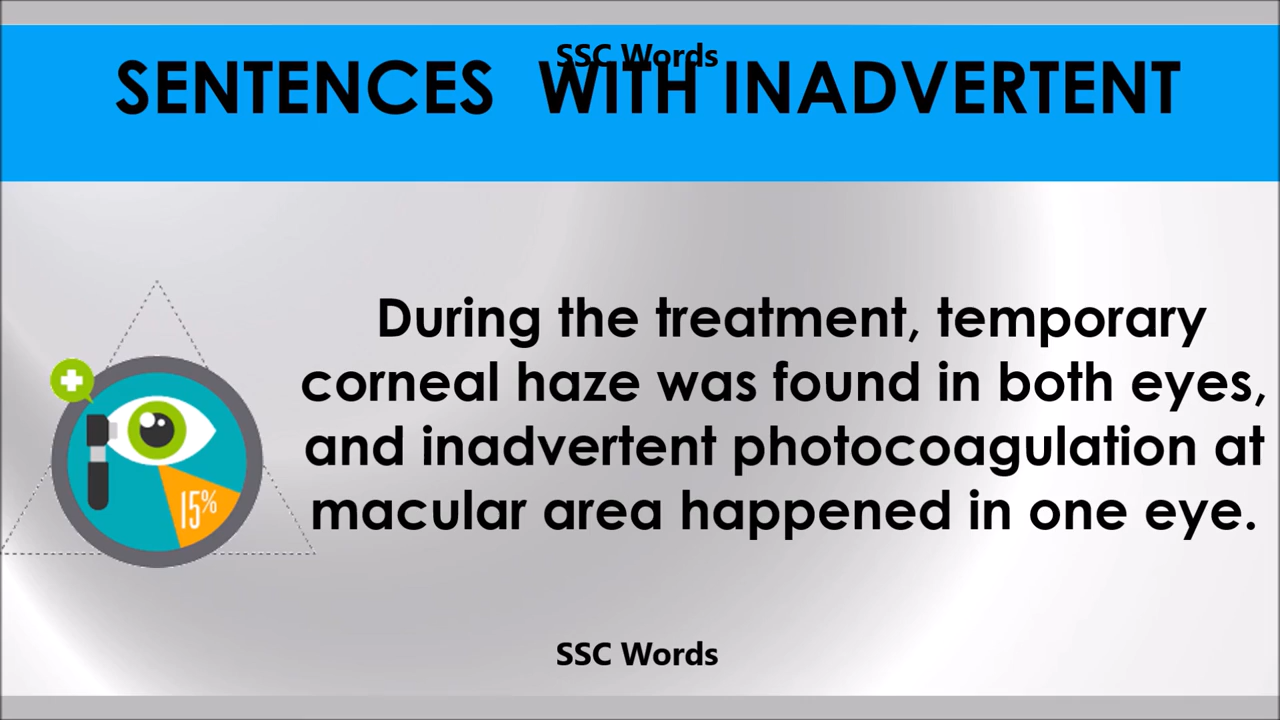 SSC Words
SENTENCES WITH INADVERTENT
During the treatment, temporary
corneal haze was found in both eyes,
and inadvertent photocoagulation at
macular area happened in one eye.
15%
SSC Words